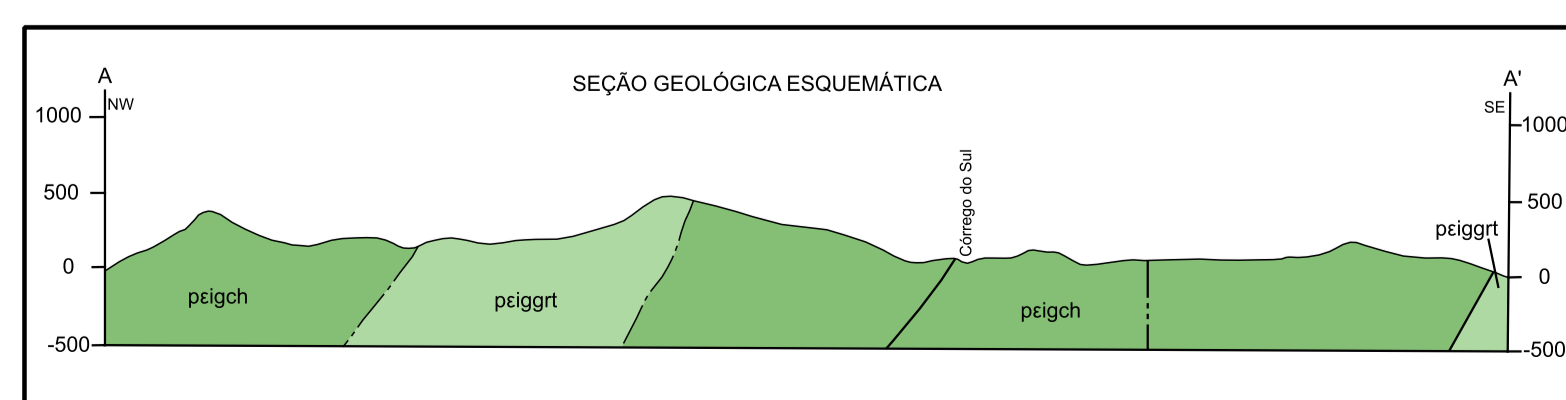 SEÇÃO GEOLÓGICA ESQUEMÁTICA
A
NW
1000
500
0
-500
pεigch
pεiggrt
Córrego do Sul
pεigch
pεiggrt
A'
SE
1000
500
0
-500